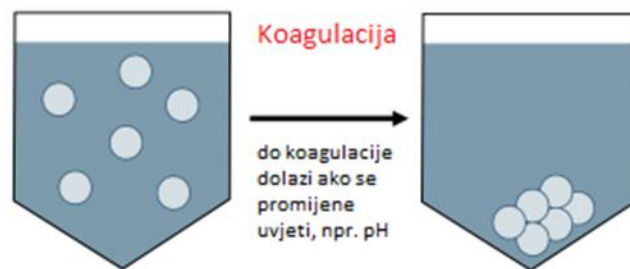 Koagulacija
do koagulacije
dolazi ako se
promijene
uvjeti, npr. pH